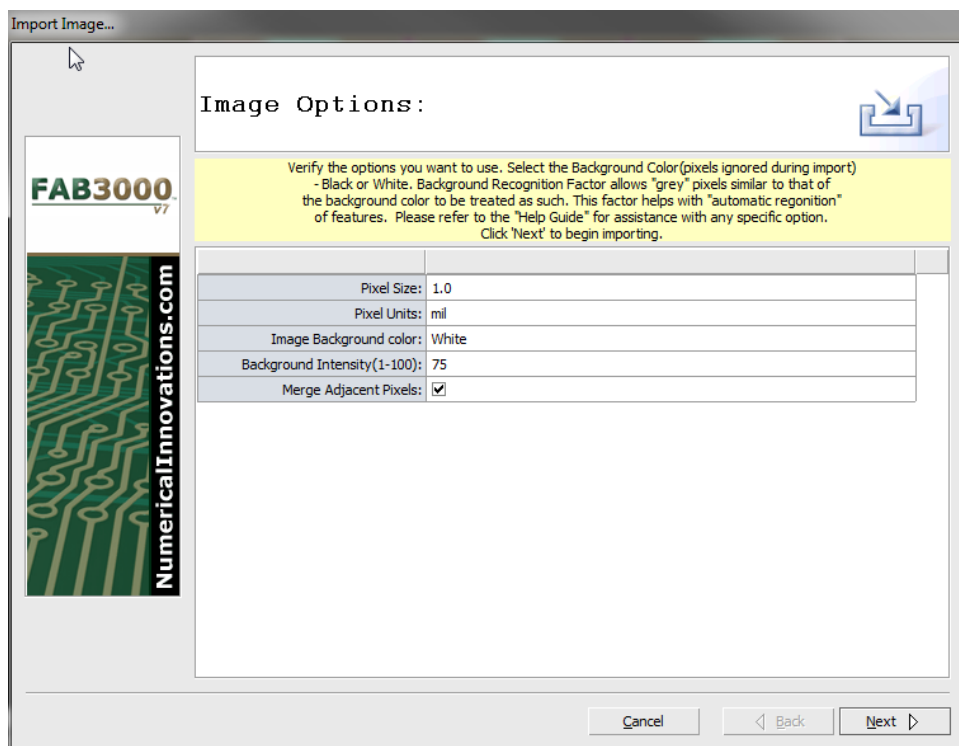 Import Image...
Image Options:
FAB3000
v7
Verify the options you want to use. Select the Background Color(pixels ignored during import)
- Black or White. Background Recognition Factor allows "grey" pixels similar to that of
the background color to be treated as such. This factor helps with "automatic regonition"
of features. Please refer to the "Help Guide" for assistance with any specific option.
Click 'Next' to begin importing.
NumericalInnovations.com
Pixel Size: 1.0
Pixel Units: mil
Image Background color: White
Background Intensity(1-100): 75
Merge Adjacent Pixels:
Cancel
Back
Next